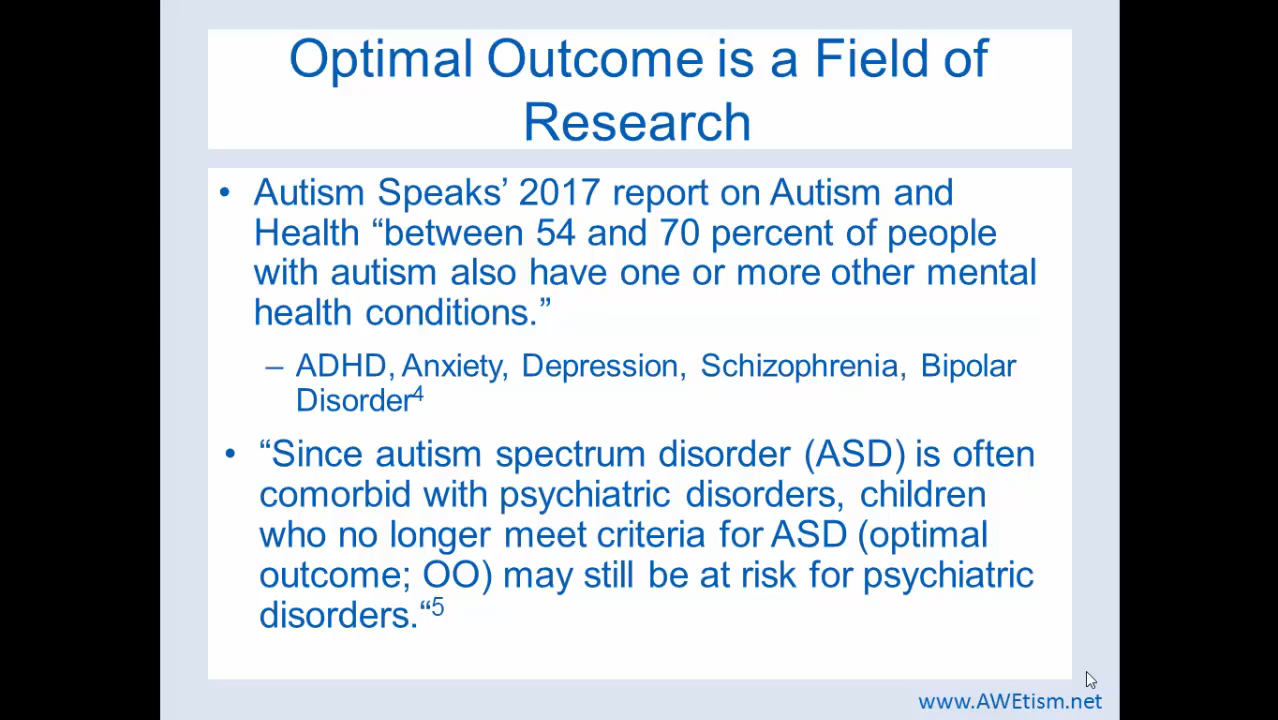 Optimal Outcome is a Field of
Research
• Autism Speaks’ 2017 report on Autism and
Health “between 54 and 70 percent of people
with autism also have one or more other mental
health conditions.”
– ADHD, Anxiety, Depression, Schizophrenia, Bipolar
Disorder⁴
• “Since autism spectrum disorder (ASD) is often
comorbid with psychiatric disorders, children
who no longer meet criteria for ASD (optimal
outcome; OO) may still be at risk for psychiatric
disorders.“⁵
www.AWEtism.net